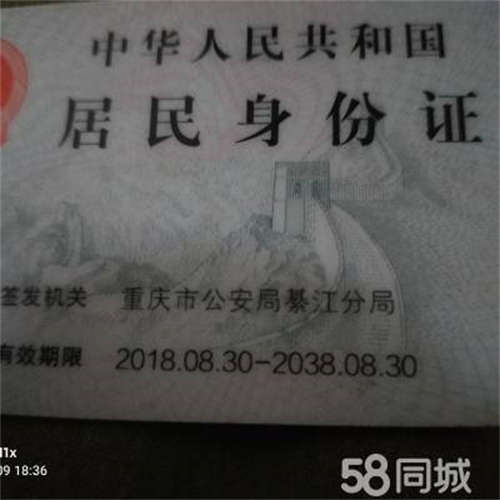 中华人民共和国
居民身份证
签发机关 重庆市公安局綦江分局
有效期限 2018.08.30-2038.08.30
11x
09 18:36
58同城